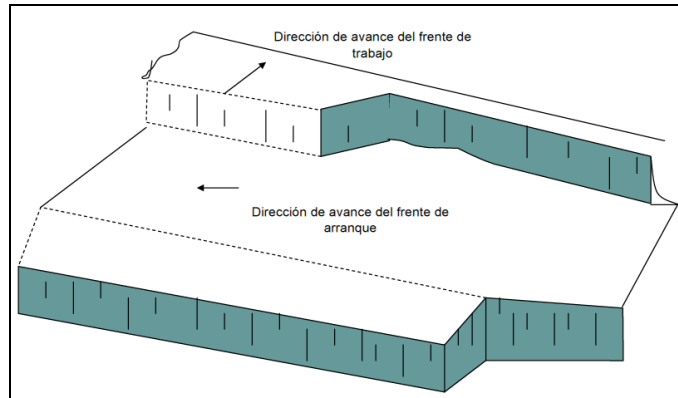 Dirección de avance del frente de
trabajo
Dirección de avance del frente de
arranque